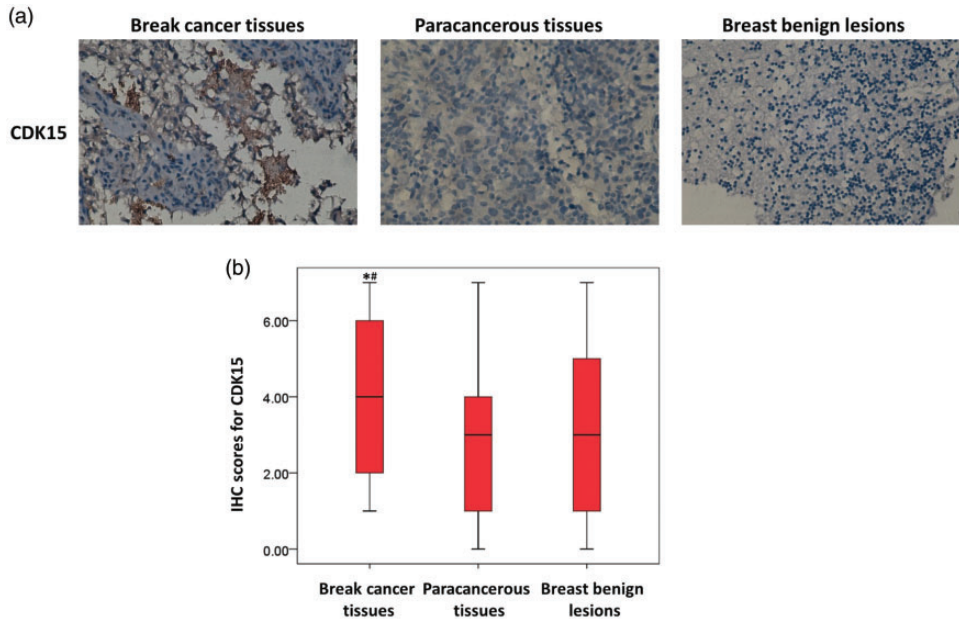 (a)
Break cancer tissues
Paracancerous tissues
Breast benign lesions
CDK15
(b)
*#
IHC scores for CDK15
6.00
4.00
2.00
0.00
Break cancer
tissues
Paracancerous
tissues
Breast benign
lesions